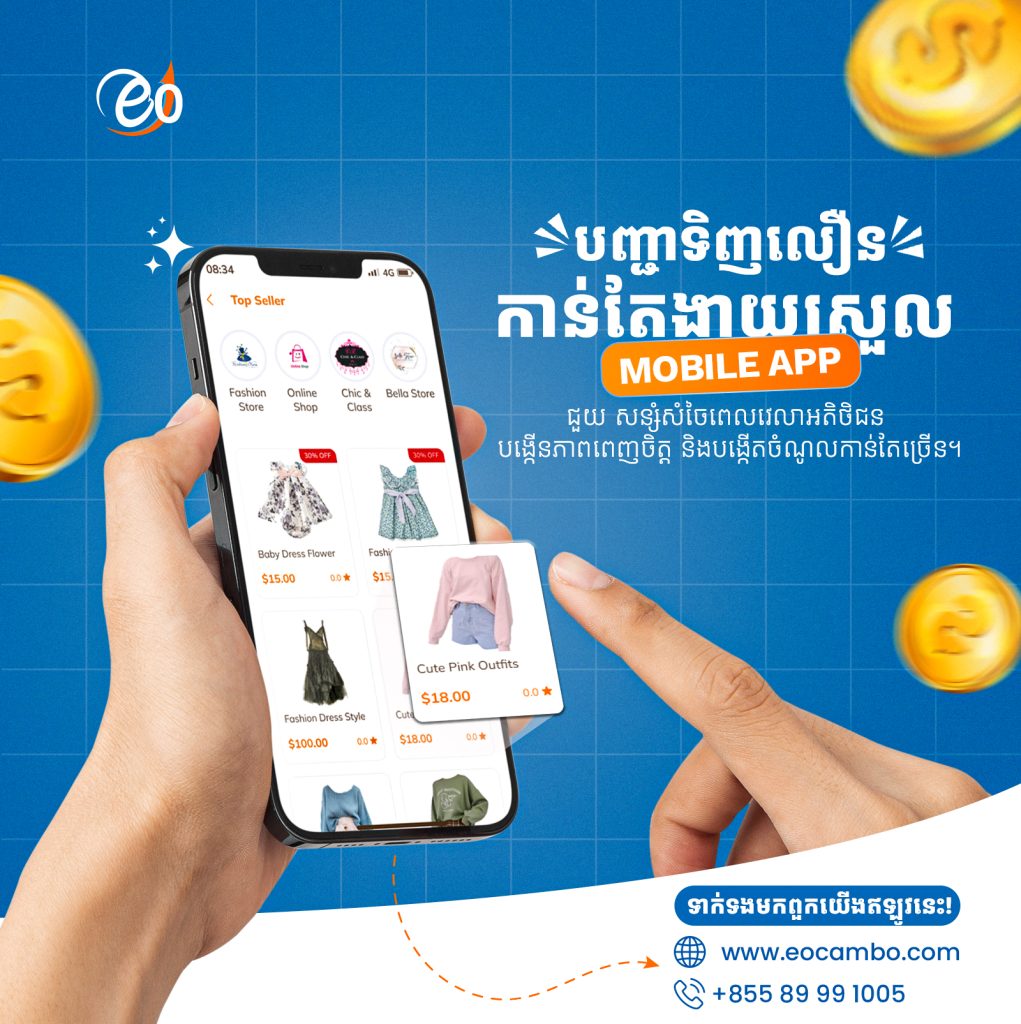 eo
បញ្ជាទិញលឿន
កាន់តែងាយស្រួល
MOBILE APP
ជួយ សន្សំសំចៃពេលវេលាអតិថិជន
បង្កើនភាពពេញចិត្ត និងបង្កើតចំណូលកាន់តែច្រើន។
08:34
4G
Top Seller
Fashion Store
Online Shop
Chic & Class
Bella Store
30% OFF
30% OFF
Baby Dress Flower
$15.00
0.0
Fashi
$15.
Cute Pink Outfits
$18.00
0.0
Fashion Dress Style
$100.00
0.0
Cute
$18.00
0.0
ទាក់ទងមកពួកយើងឥឡូវនេះ!
www.eocambo.com
+855 89 99 1005